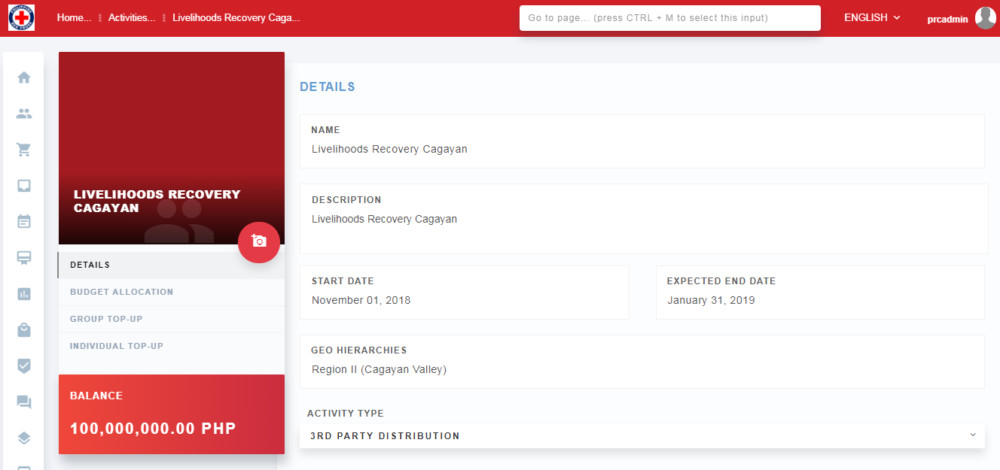 Home... Activities... Livelihoods Recovery Caga...
Go to page... (press CTRL + M to select this input)
ENGLISH
prcadmin
LIVELIHOODS RECOVERY
CAGAYAN
DETAILS
BUDGET ALLOCATION
GROUP TOP-UP
INDIVIDUAL TOP-UP
BALANCE
100,000,000.00 PHP
DETAILS
NAME
Livelihoods Recovery Cagayan
DESCRIPTION
Livelihoods Recovery Cagayan
START DATE
November 01, 2018
EXPECTED END DATE
January 31, 2019
GEO HIERARCHIES
Region II (Cagayan Valley)
ACTIVITY TYPE
3RD PARTY DISTRIBUTION